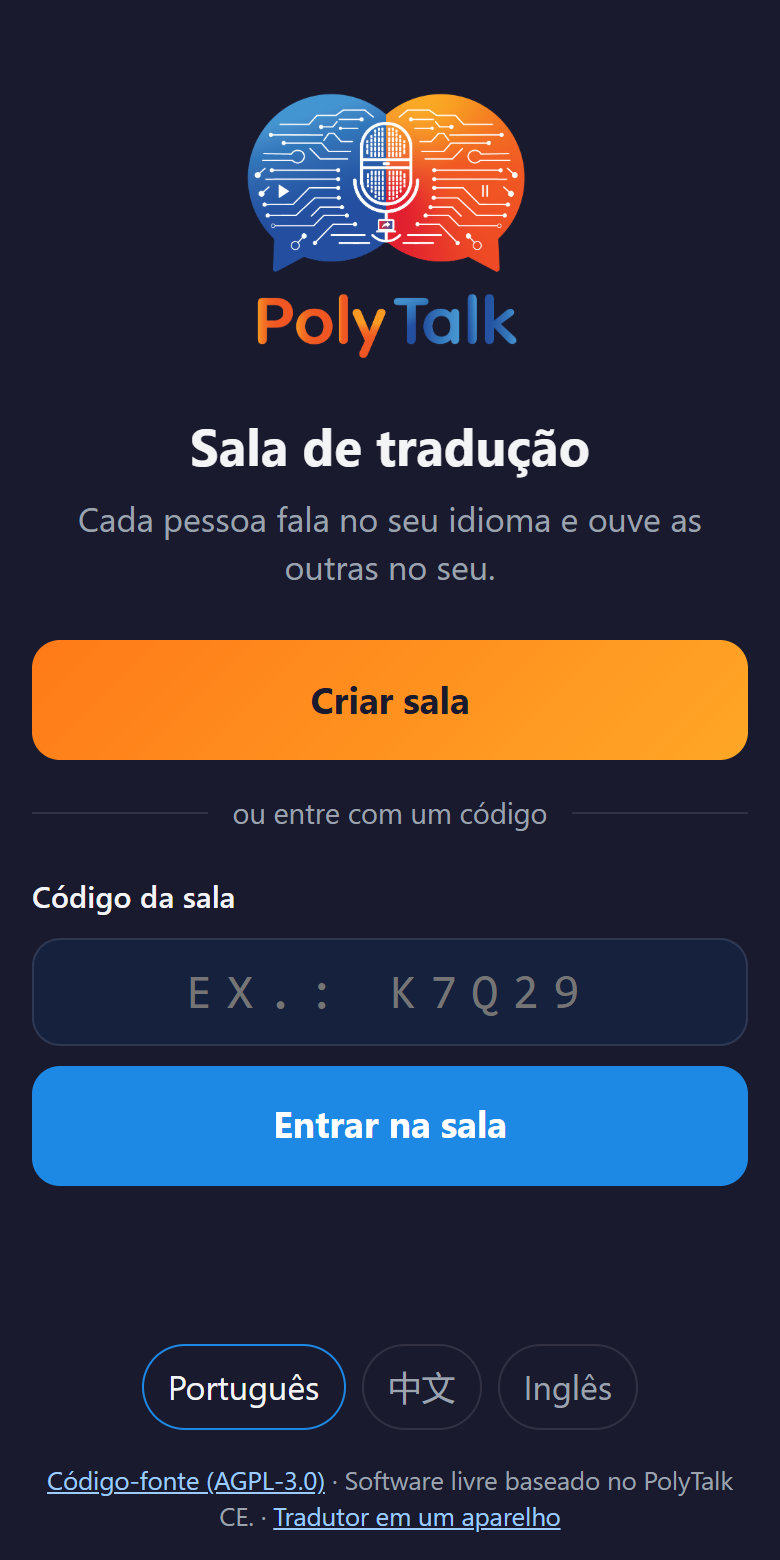 PolyTalk
Sala de tradução
Cada pessoa fala no seu idioma e ouve as
outras no seu.
Criar sala
ou entre com um código
Código da sala
EX.: K7Q29
Entrar na sala
Português
中文
Inglês
Código-fonte (AGPL-3.0) · Software livre baseado no PolyTalk
CE. · Tradutor em um aparelho